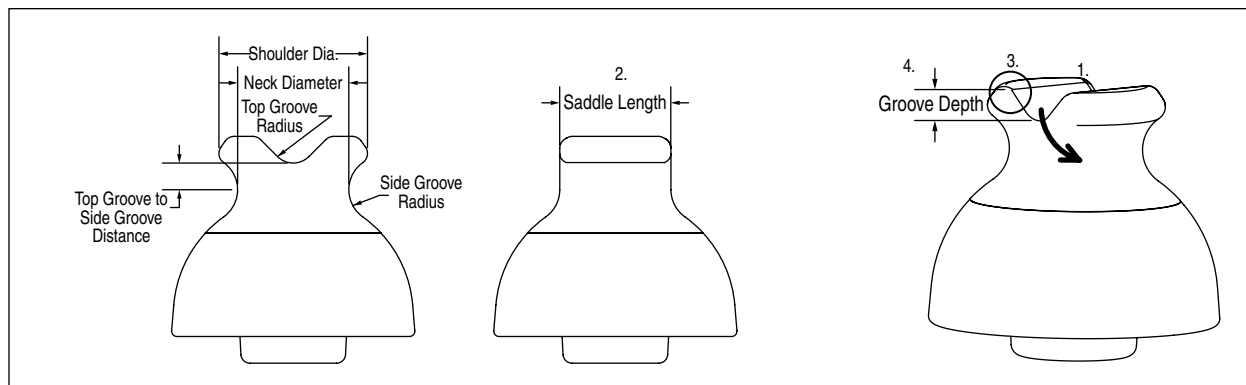 Shoulder Dia.
Neck Diameter
Top Groove
Radius
Top Groove to
Side Groove
Distance
Side Groove
Radius
2.
Saddle Length
4.
3.
1.
Groove Depth